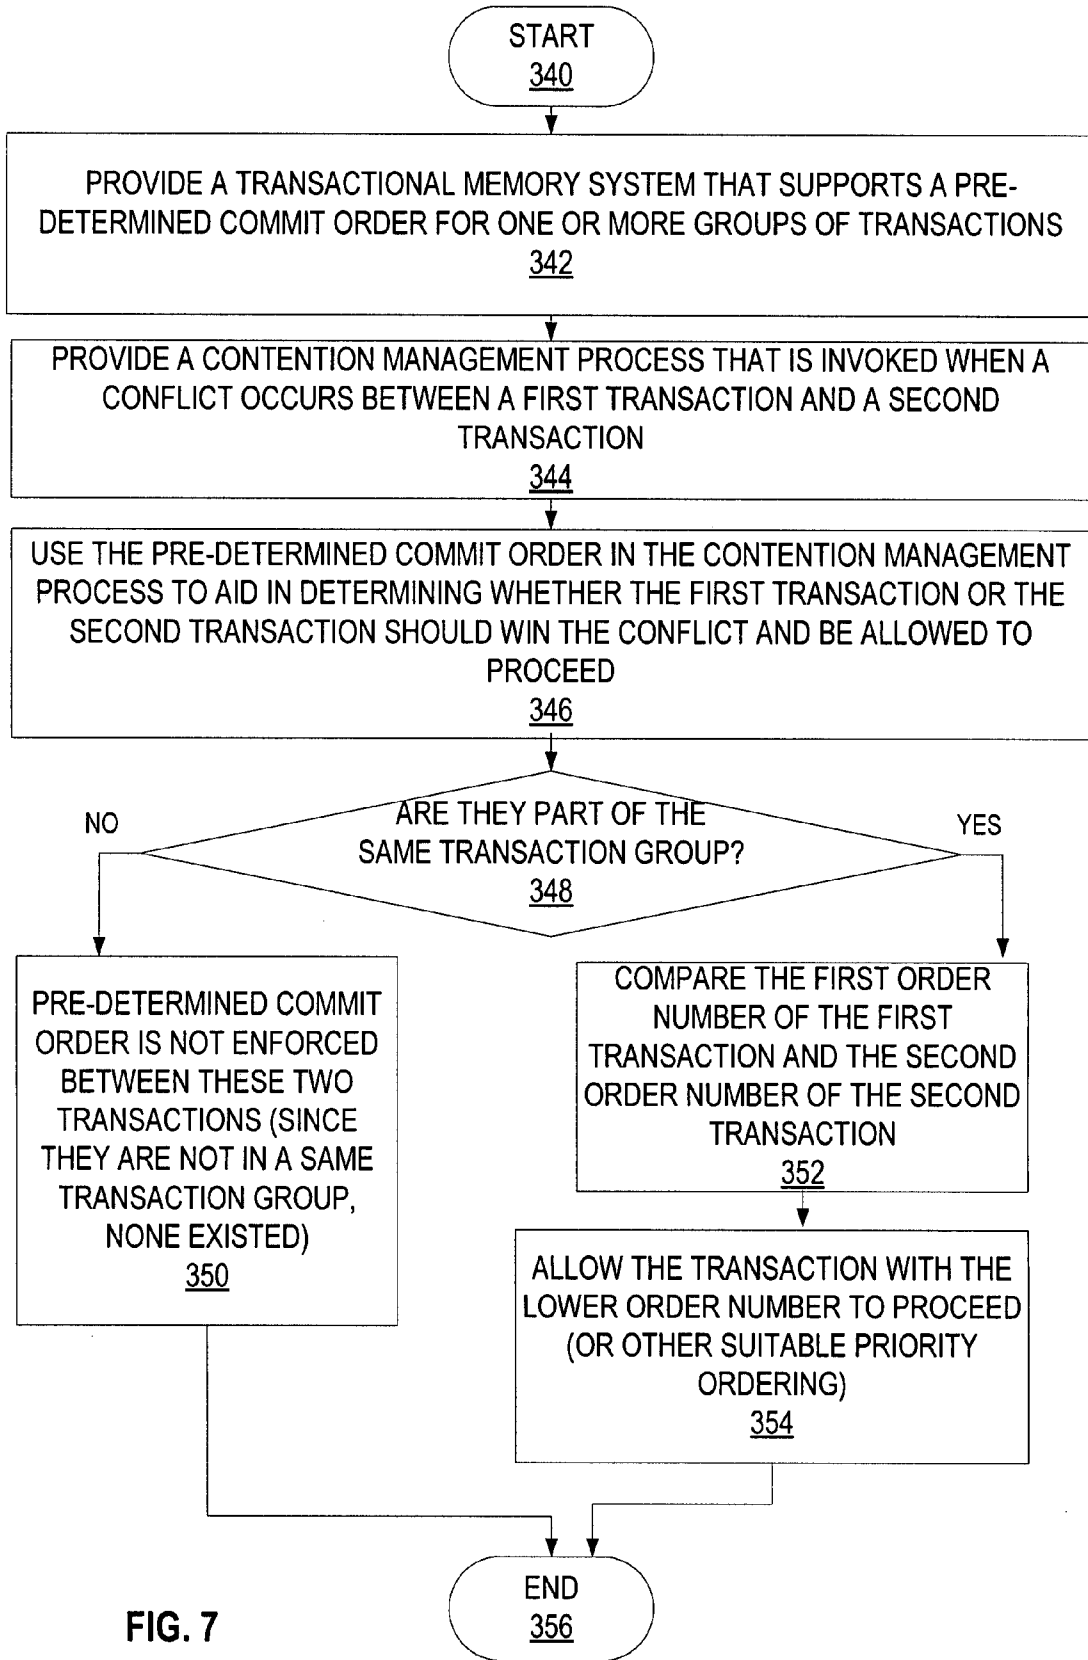 START
340
PROVIDE A TRANSACTIONAL MEMORY SYSTEM THAT SUPPORTS A PRE-
DETERMINED COMMIT ORDER FOR ONE OR MORE GROUPS OF TRANSACTIONS
342
PROVIDE A CONTENTION MANAGEMENT PROCESS THAT IS INVOKED WHEN A
CONFLICT OCCURS BETWEEN A FIRST TRANSACTION AND A SECOND
TRANSACTION
344
USE THE PRE-DETERMINED COMMIT ORDER IN THE CONTENTION MANAGEMENT
PROCESS TO AID IN DETERMINING WHETHER THE FIRST TRANSACTION OR THE
SECOND TRANSACTION SHOULD WIN THE CONFLICT AND BE ALLOWED TO
PROCEED
346
ARE THEY PART OF THE
SAME TRANSACTION GROUP?
348
NO
YES
PRE-DETERMINED COMMIT
ORDER IS NOT ENFORCED
BETWEEN THESE TWO
TRANSACTIONS (SINCE
THEY ARE NOT IN A SAME
TRANSACTION GROUP,
NONE EXISTED)
350
COMPARE THE FIRST ORDER
NUMBER OF THE FIRST
TRANSACTION AND THE SECOND
ORDER NUMBER OF THE SECOND
TRANSACTION
352
ALLOW THE TRANSACTION WITH THE
LOWER ORDER NUMBER TO PROCEED
(OR OTHER SUITABLE PRIORITY
ORDERING)
354
END
356
FIG. 7